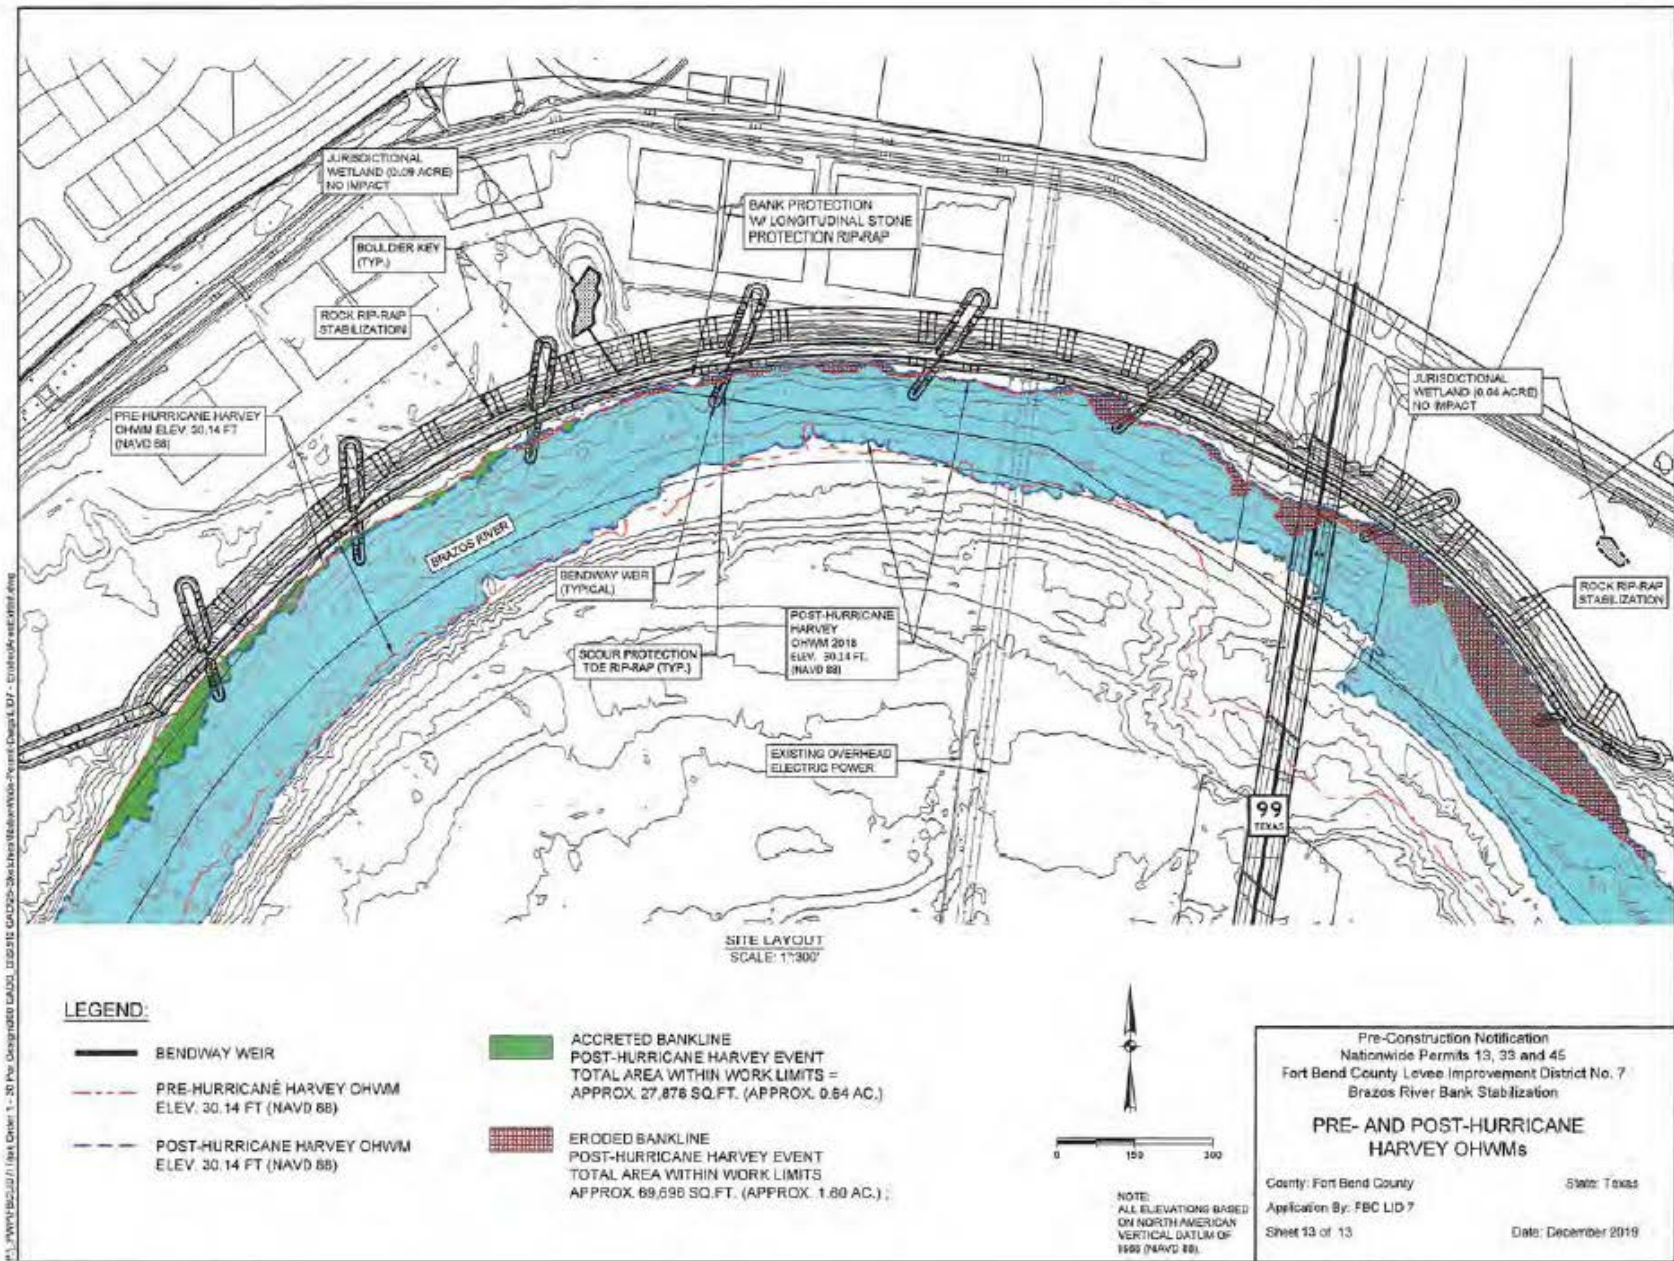 JURISDICTIONAL
WETLAND (0.09 ACRE)
NO IMPACT
BOULDER KEY
(TYP.)
ROCK RIP-RAP
STABILIZATION
BANK PROTECTION
W/ LONGITUDINAL STONE
PROTECTION RIP-RAP
PRE-HURRICANE HARVEY
OHWM ELEV. 30.14 FT
(NAVD 88)
JURISDICTIONAL
WETLAND (0.04 ACRE)
NO IMPACT
BRAZOS RIVER
BENDWAY WEIR
(TYPICAL)
SCOUR PROTECTION
TOE RIP-RAP (TYP.)
POST-HURRICANE
HARVEY
OHWM 2018
ELEV. 30.14 FT.
(NAVD 88)
ROCK RIP-RAP
STABILIZATION
EXISTING OVERHEAD
ELECTRIC POWER
99
TEXAS
SITE LAYOUT
SCALE: 1":300'
LEGEND:
BENDWAY WEIR
PRE-HURRICANE HARVEY OHWM
ELEV. 30.14 FT (NAVD 88)
POST-HURRICANE HARVEY OHWM
ELEV. 30.14 FT (NAVD 88)
ACCRETED BANKLINE
POST-HURRICANE HARVEY EVENT
TOTAL AREA WITHIN WORK LIMITS =
APPROX. 27,878 SQ.FT. (APPROX. 0.64 AC.)
ERODED BANKLINE
POST-HURRICANE HARVEY EVENT
TOTAL AREA WITHIN WORK LIMITS
APPROX. 69,696 SQ.FT. (APPROX. 1.60 AC.) ;
0 150 300
NOTE:
ALL ELEVATIONS BASED
ON NORTH AMERICAN
VERTICAL DATUM OF
1988 (NAVD 88).
Pre-Construction Notification
Nationwide Permits 13, 33 and 45
Fort Bend County Levee Improvement District No. 7
Brazos River Bank Stabilization
PRE- AND POST-HURRICANE
HARVEY OHWMs
County: Fort Bend County State: Texas
Application By: FBC LID 7
Sheet 13 of 13 Date: December 2019